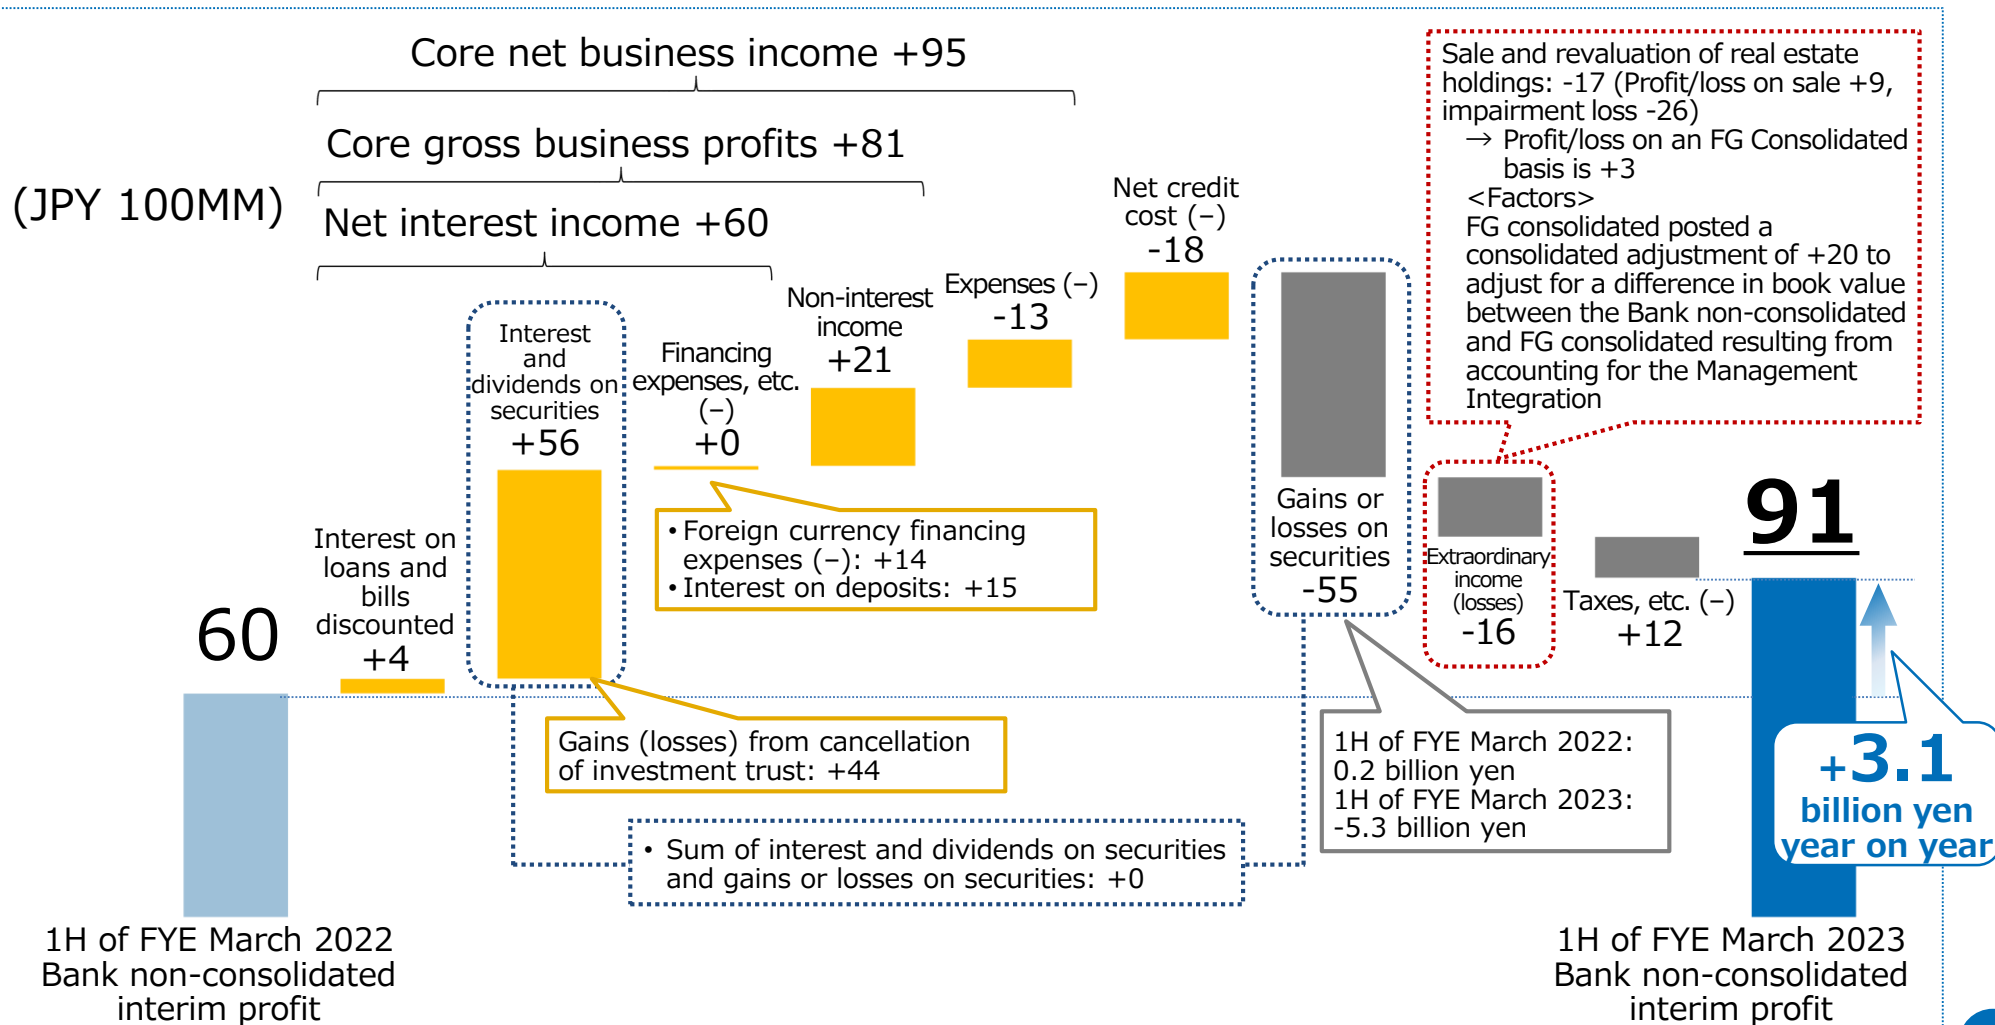 Core net business income +95
Core gross business profits +81
(JPY 100MM)
Net interest income +60
60
1H of FYE March 2022
Bank non-consolidated
interim profit
Interest on
loans and
bills
discounted
+4
Interest
and
dividends on
securities
+56
Gains (losses) from cancellation
of investment trust: +44
Financing
expenses, etc.
(−)
+0
• Foreign currency financing
expenses (−): +14
• Interest on deposits: +15
Non-interest
income
+21
Expenses (−)
-13
Net credit
cost (−)
-18
Gains or
losses on
securities
-55
1H of FYE March 2022:
0.2 billion yen
1H of FYE March 2023:
-5.3 billion yen
• Sum of interest and dividends on securities
and gains or losses on securities: +0
Sale and revaluation of real estate
holdings: -17 (Profit/loss on sale +9,
impairment loss -26)
→ Profit/loss on an FG Consolidated
basis is +3
<Factors>
FG consolidated posted a
consolidated adjustment of +20 to
adjust for a difference in book value
between the Bank non-consolidated
and FG consolidated resulting from
accounting for the Management
Integration
Extraordinary
income
(losses)
-16
Taxes, etc. (−)
+12
91
+3.1
billion yen
year on year
1H of FYE March 2023
Bank non-consolidated
interim profit